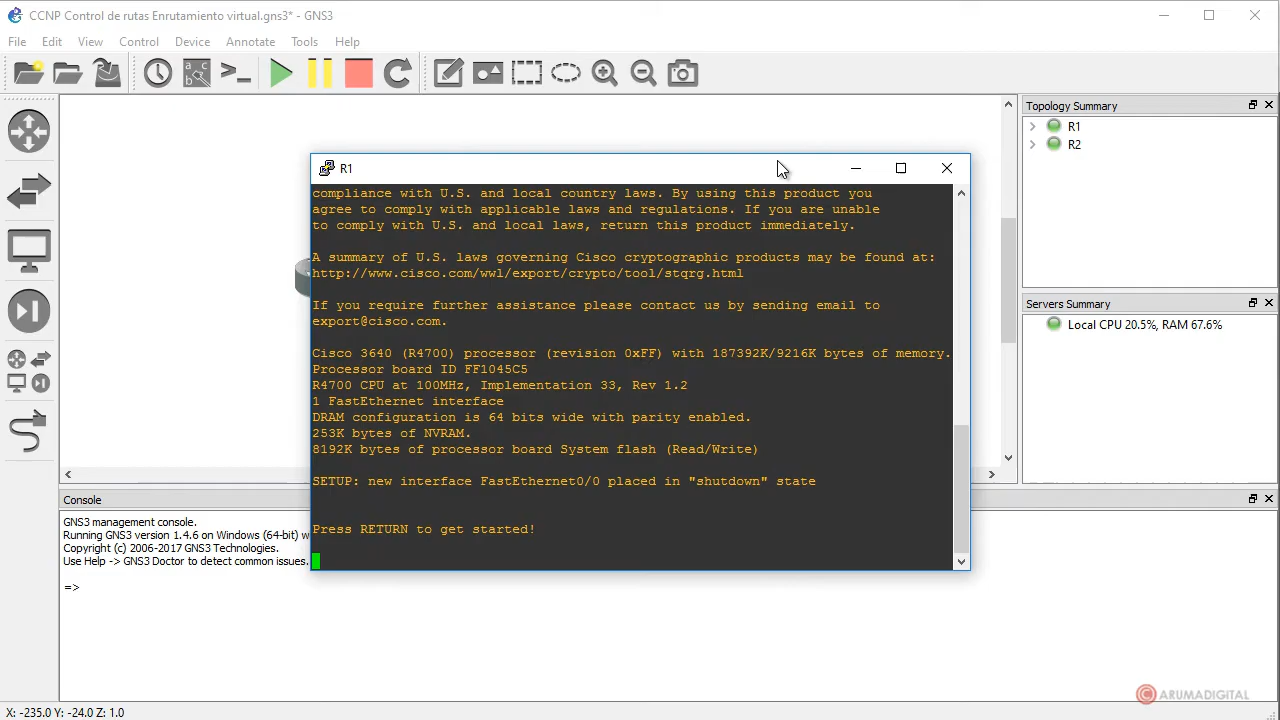 CCNP Control de rutas Enrutamiento virtual.gns3* - GNS3
File Edit View Control Device Annotate Tools Help
Topology Summary
R1
R2
R1
compliance with U.S. and local country laws. By using this product you
agree to comply with applicable laws and regulations. If you are unable
to comply with U.S. and local laws, return this product immediately.
A summary of U.S. laws governing Cisco cryptographic products may be found at:
http://www.cisco.com/wwl/export/crypto/tool/stqrg.html
If you require further assistance please contact us by sending email to
export@cisco.com.
Cisco 3640 (R4700) processor (revision 0xFF) with 187392K/9216K bytes of memory.
Processor board ID FF1045C5
R4700 CPU at 100MHz, Implementation 33, Rev 1.2
1 FastEthernet interface
DRAM configuration is 64 bits wide with parity enabled.
253K bytes of NVRAM.
8192K bytes of processor board System flash (Read/Write)
SETUP: new interface FastEthernet0/0 placed in "shutdown" state
Press RETURN to get started!
Servers Summary
Local CPU 20.5%, RAM 67.6%
Console
GNS3 management console.
Running GNS3 version 1.4.6 on Windows (64-bit) w
Copyright (c) 2006-2017 GNS3 Technologies.
Use Help -> GNS3 Doctor to detect common issues.
=>
X: -235.0 Y: -24.0 Z: 1.0
ARUMADIGITAL